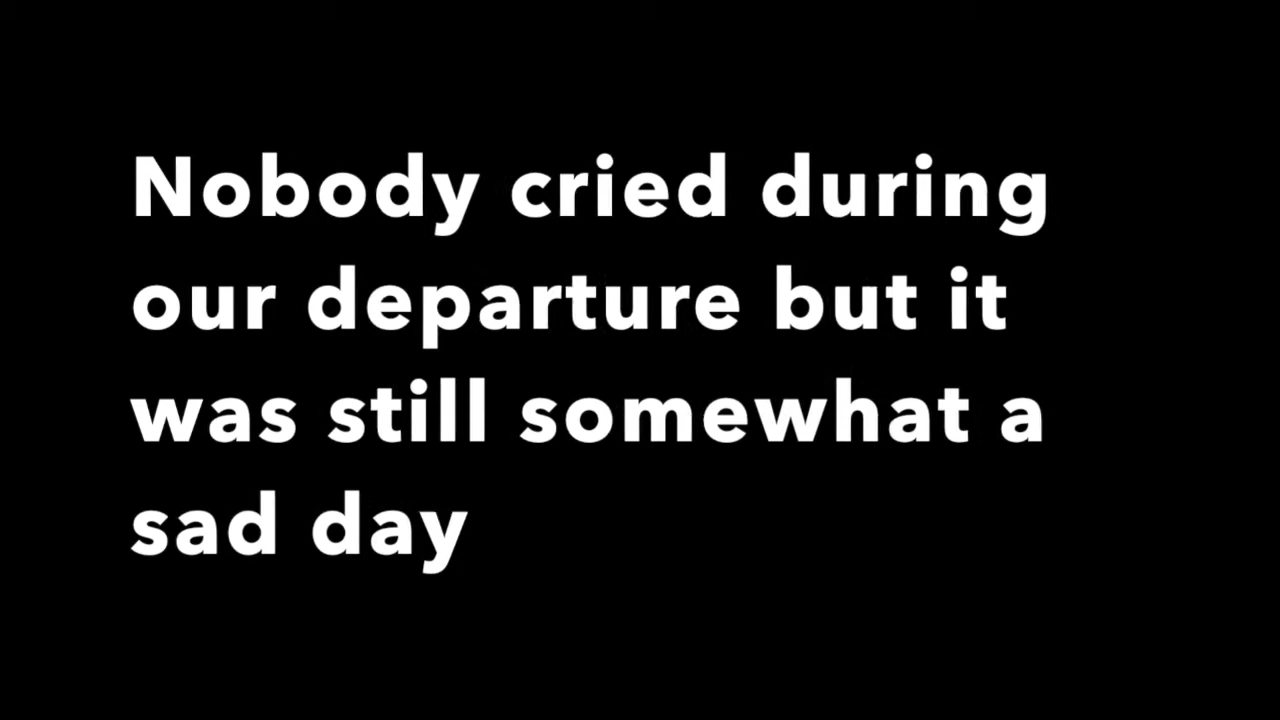 Nobody cried during
our departure but it
was still somewhat a
sad day